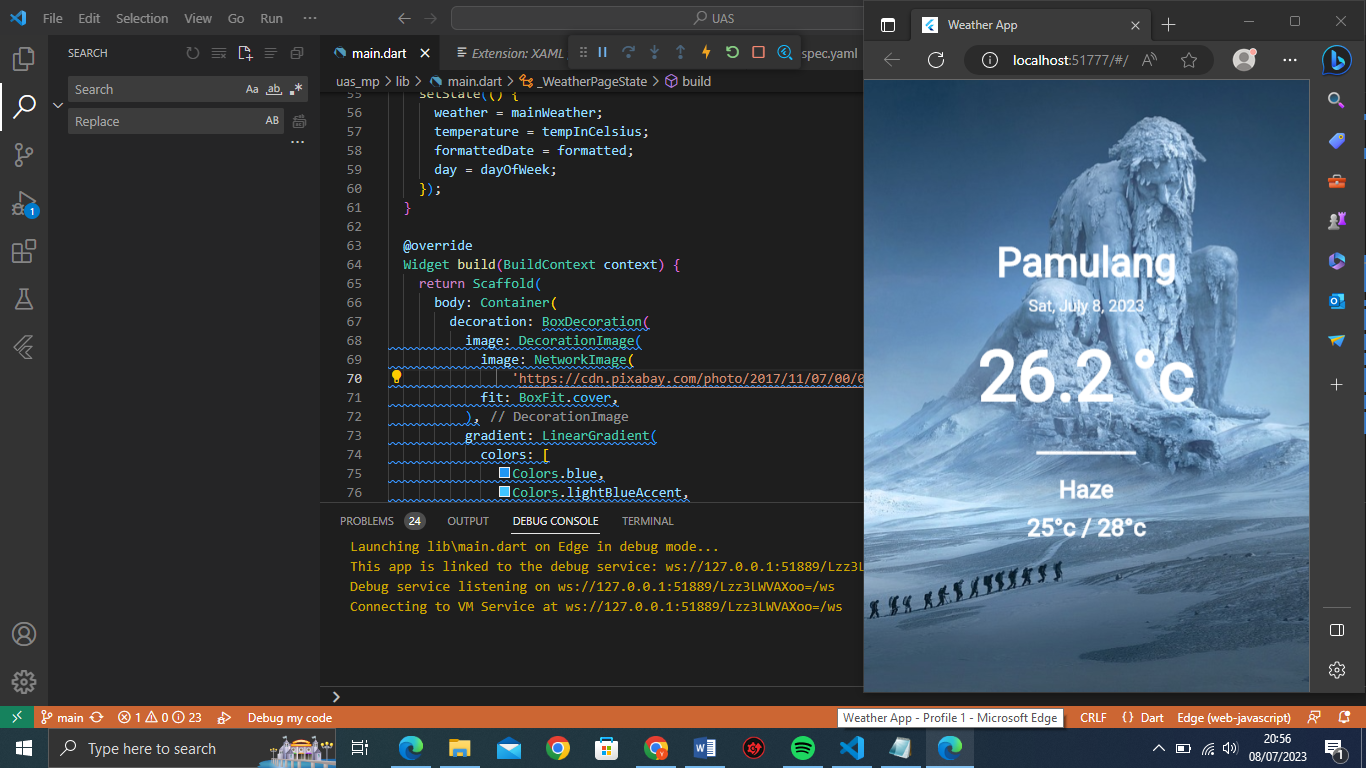 File Edit Selection View Go Run ···
UAS
SEARCH
Search
Aa ab
Replace
AB
main.dart
Extension: XAML
spec.yaml
uas_mp > lib > main.dart > _WeatherPageState > build
55 setState(() {
56 weather = mainWeather;
57 temperature = tempInCelsius;
58 formattedDate = formatted;
59 day = dayOfWeek;
60 });
61 }
62
63 @override
64 Widget build(BuildContext context) {
65 return Scaffold(
66 body: Container(
67 decoration: BoxDecoration(
68 image: DecorationImage(
69 image: NetworkImage(
70 'https://cdn.pixabay.com/photo/2017/11/07/00/0
71 fit: BoxFit.cover,
72 ), // DecorationImage
73 gradient: LinearGradient(
74 colors: [
75 Colors.blue,
76 Colors.lightBlueAccent,
1
PROBLEMS 24 OUTPUT DEBUG CONSOLE TERMINAL
Launching lib\main.dart on Edge in debug mode...
This app is linked to the debug service: ws://127.0.0.1:51889/Lzz3L
Debug service listening on ws://127.0.0.1:51889/Lzz3LWVAXoo=/ws
Connecting to VM Service at ws://127.0.0.1:51889/Lzz3LWVAXoo=/ws
Weather App
localhost:51777/#/
Pamulang
Sat, July 8, 2023
26.2 °c
Haze
25°c / 28°c
main 1 0 23 Debug my code
Weather App - Profile 1 - Microsoft Edge
CRLF {} Dart Edge (web-javascript)
Type here to search
20:56
08/07/2023
1